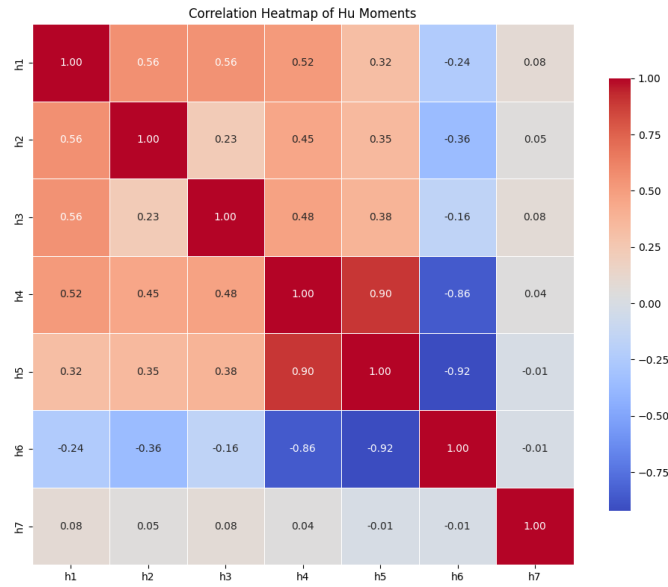 Correlation Heatmap of Hu Moments
h1 1.00 0.56 0.56 0.52 0.32 -0.24 0.08
h2 0.56 1.00 0.23 0.45 0.35 -0.36 0.05
h3 0.56 0.23 1.00 0.48 0.38 -0.16 0.08
h4 0.52 0.45 0.48 1.00 0.90 -0.86 0.04
h5 0.32 0.35 0.38 0.90 1.00 -0.92 -0.01
h6 -0.24 -0.36 -0.16 -0.86 -0.92 1.00 -0.01
h7 0.08 0.05 0.08 0.04 -0.01 -0.01 1.00
h1 h2 h3 h4 h5 h6 h7
1.00
0.75
0.50
0.25
0.00
-0.25
-0.50
-0.75